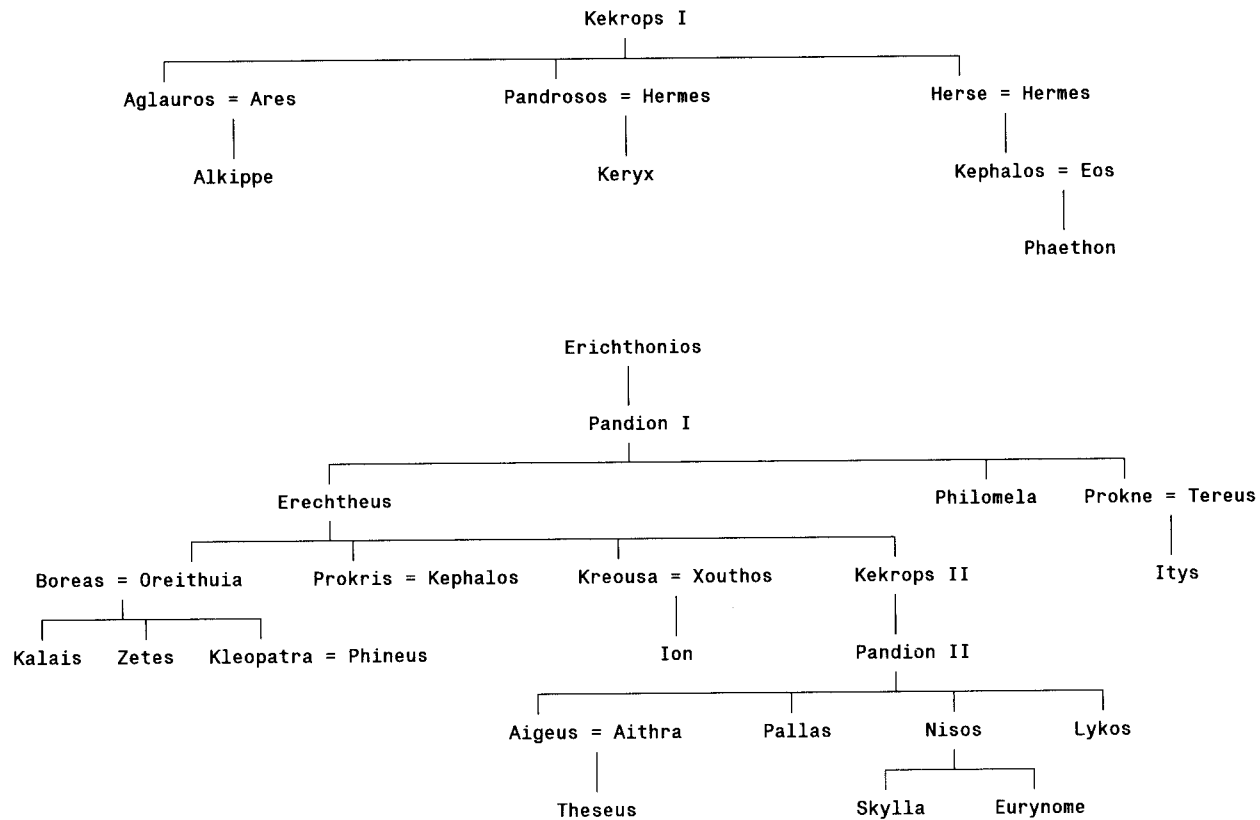 Kekrops I
Aglauros = Ares Pandrosos = Hermes Herse = Hermes
Alkippe Keryx Kephalos = Eos
Phaethon
Erichthonios
Pandion I
Erechtheus Philomela Prokne = Tereus
Boreas = Oreithuia Prokris = Kephalos Kreousa = Xouthos Kekrops II Itys
Kalais Zetes Kleopatra = Phineus Ion Pandion II
Aigeus = Aithra Pallas Nisos Lykos
Theseus Skylla Eurynome